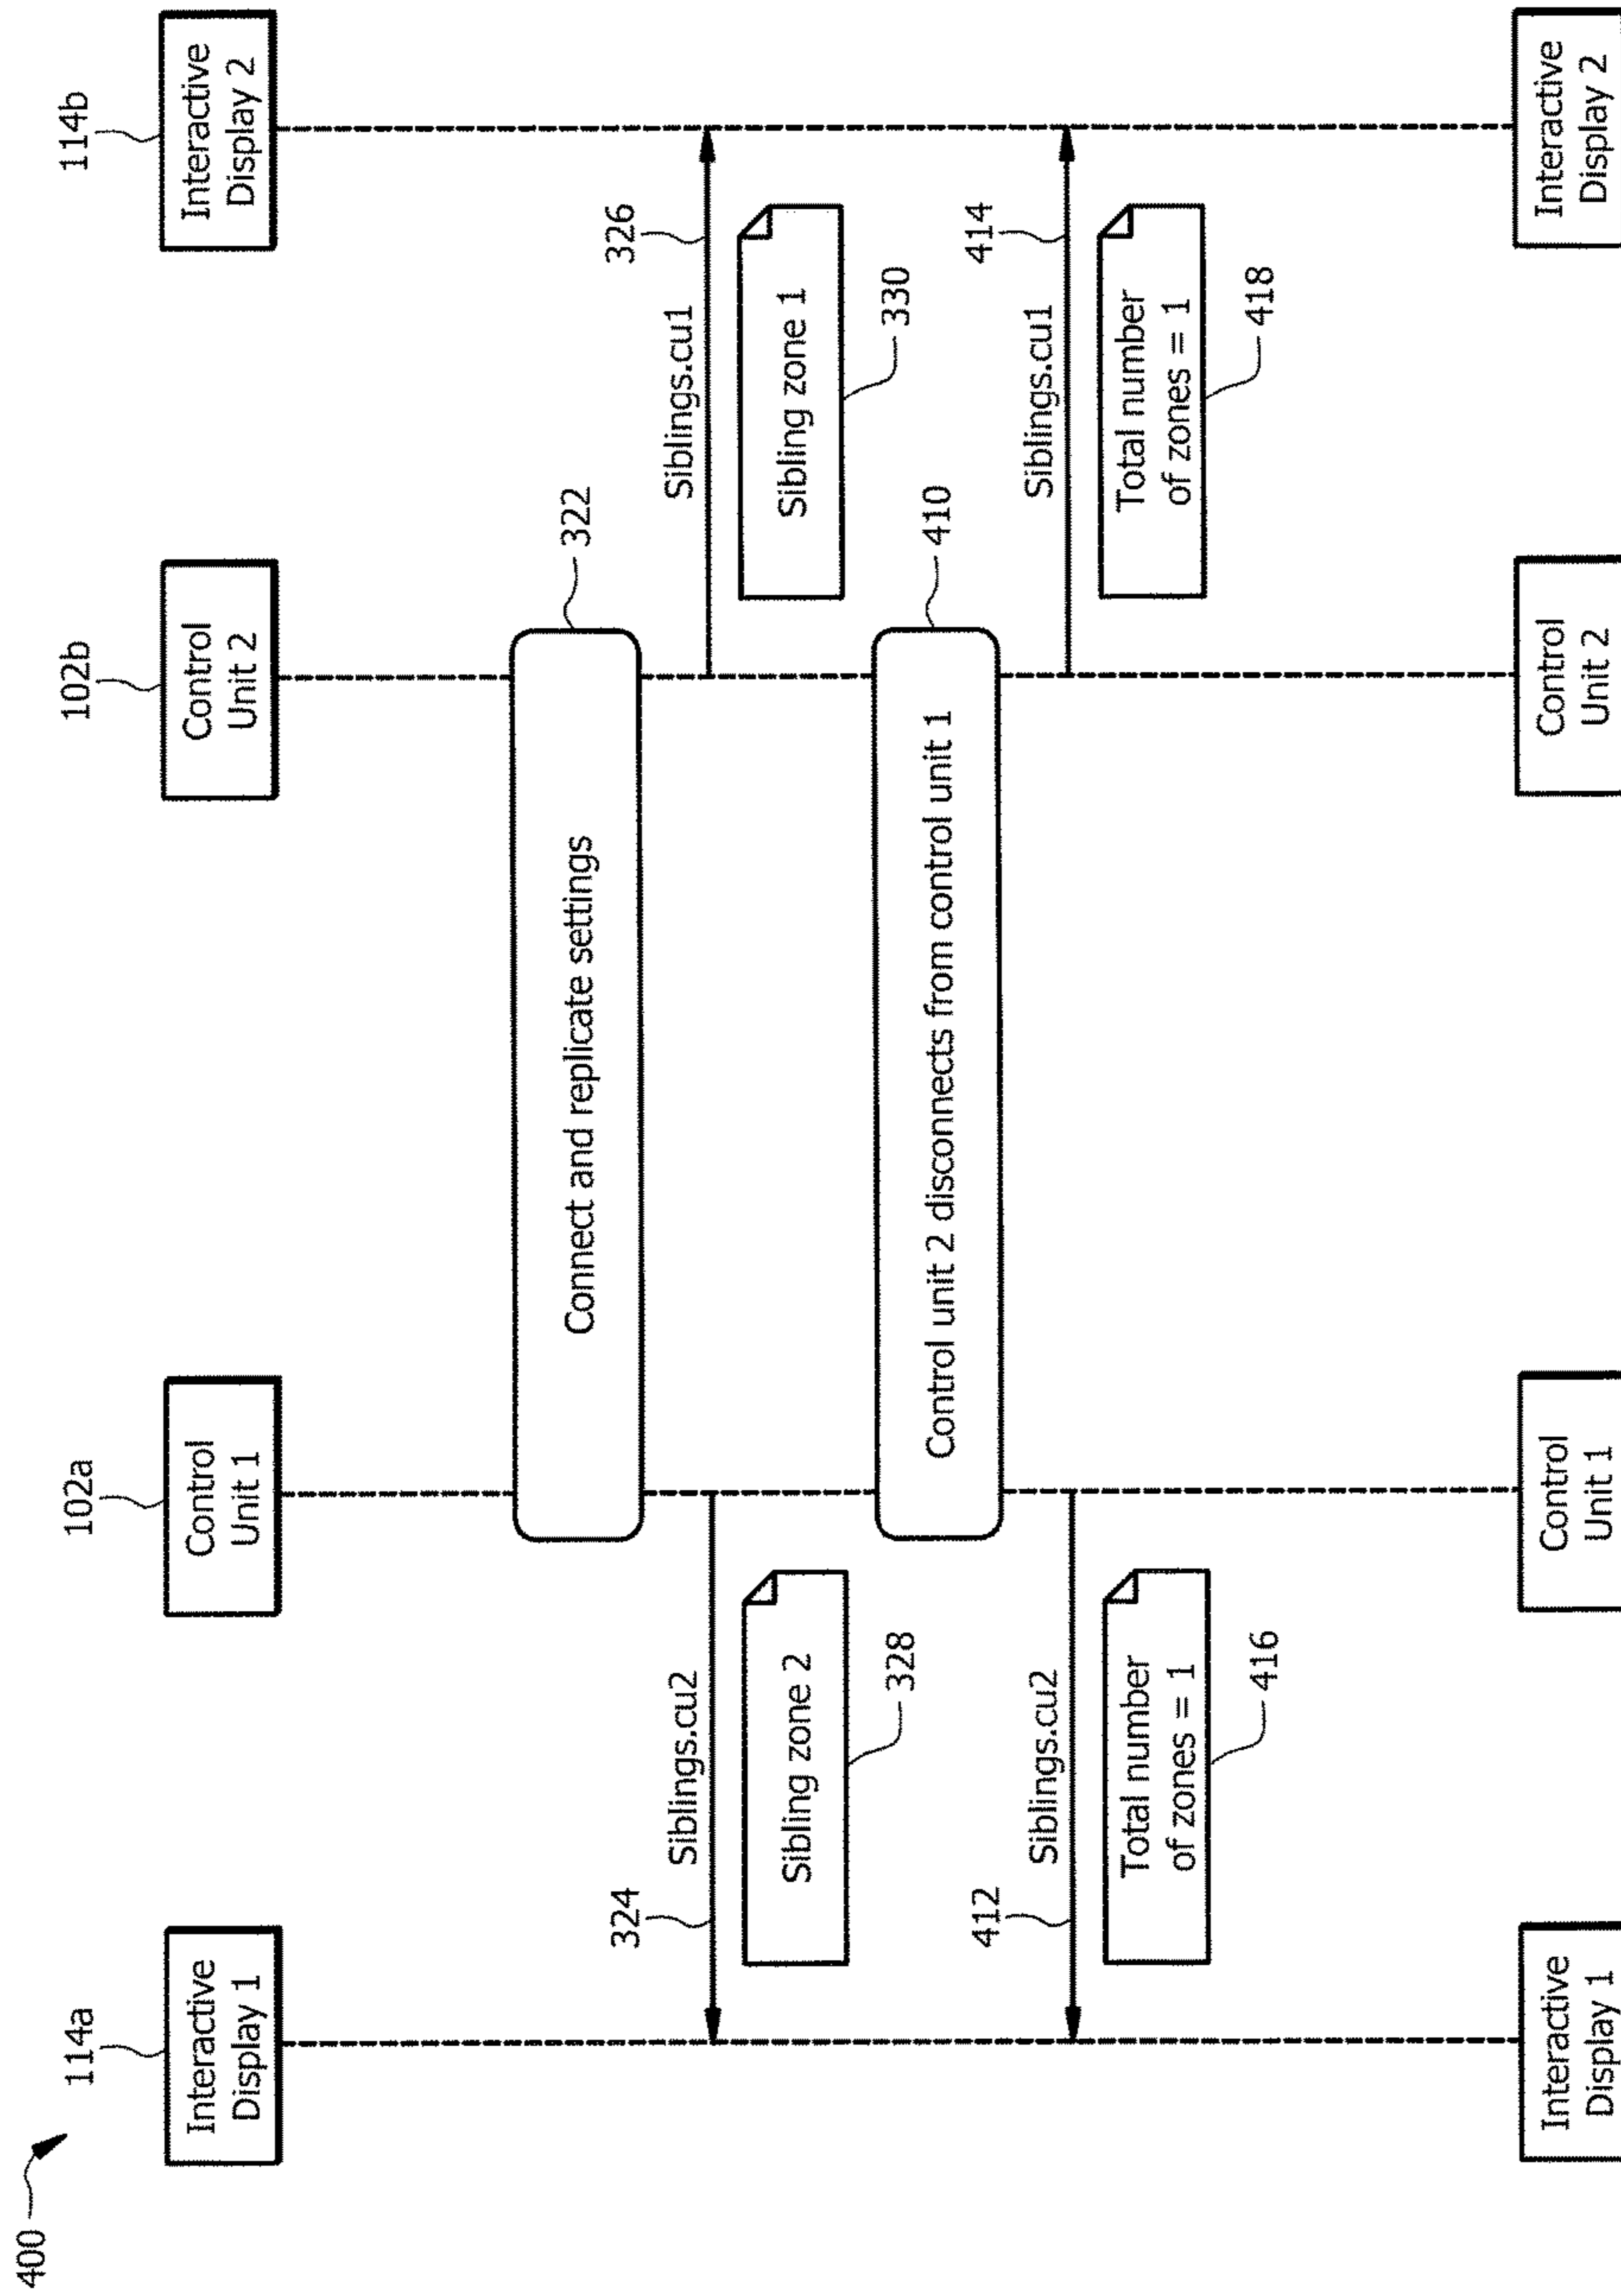 400
114a
102a
102b
114b
Interactive
Display 1
Control
Unit 1
Control
Unit 2
Interactive
Display 2
322
Connect and replicate settings
324
Siblings.cu2
Siblings.cu1
326
Sibling zone 2
328
Sibling zone 1
330
410
Control unit 2 disconnects from control unit 1
412
Siblings.cu2
Siblings.cu1
414
Total number
of zones = 1
416
Total number
of zones = 1
418
Interactive
Display 1
Control
Unit 1
Control
Unit 2
Interactive
Display 2